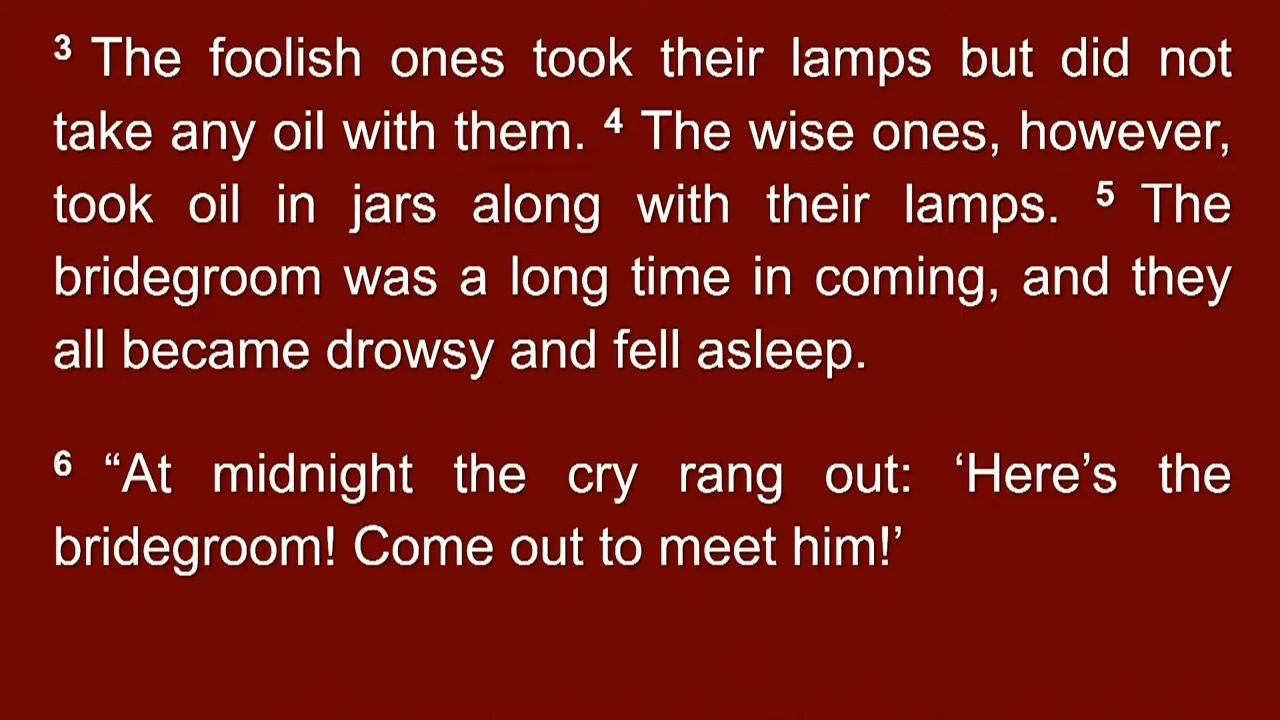 ³ The foolish ones took their lamps but did not
take any oil with them. ⁴ The wise ones, however,
took oil in jars along with their lamps. ⁵ The
bridegroom was a long time in coming, and they
all became drowsy and fell asleep.
⁶ “At midnight the cry rang out: ‘Here’s the
bridegroom! Come out to meet him!’